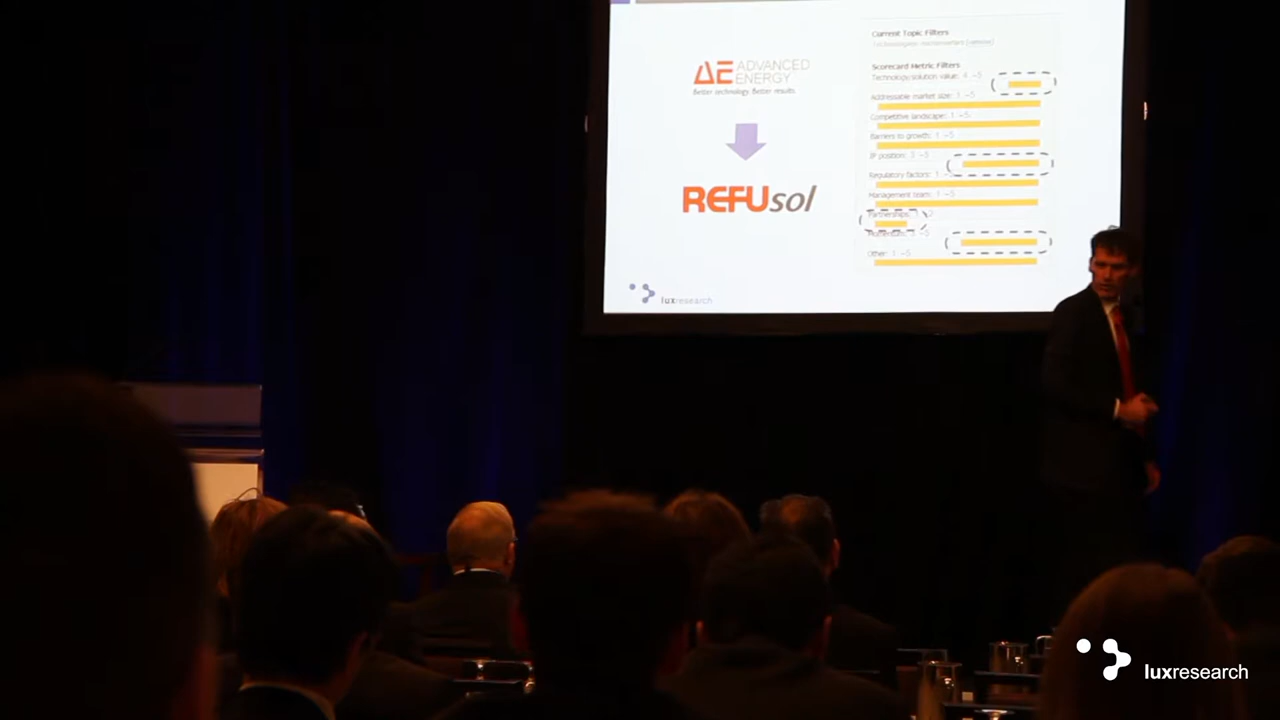 ADVANCED
ENERGY
Better technology. Better results.
REFUsol
luxresearch
Current Topic Filters
Scorecard Metric Filters
Technology/solution value: 4 -5
Addressable market size: 1 -5
Competitive landscape: 1 -5
Barriers to growth: 1 -5
IP position: 3 -5
Regulatory factors: 1
Management team: 1 -5
Partnerships:
Momentum: 3 -5
Other: 1 -5
luxresearch